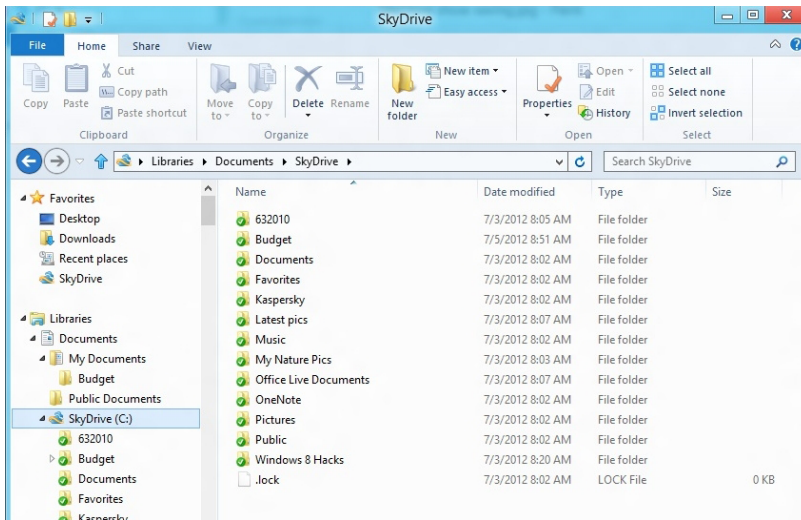 SkyDrive
File Home Share View
Copy
Paste
Cut
Copy path
Paste shortcut
Clipboard
Move to
Copy to
Delete
Rename
Organize
New folder
New item
Easy access
New
Properties
Open
Edit
History
Open
Select all
Select none
Invert selection
Select
Libraries Documents SkyDrive
Search SkyDrive
Favorites
Desktop
Downloads
Recent places
SkyDrive
Libraries
Documents
My Documents
Budget
Public Documents
SkyDrive (C:)
632010
Budget
Documents
Favorites
Kaspersky
Name Date modified Type Size
632010 7/3/2012 8:05 AM File folder
Budget 7/5/2012 8:51 AM File folder
Documents 7/3/2012 8:02 AM File folder
Favorites 7/3/2012 8:02 AM File folder
Kaspersky 7/3/2012 8:02 AM File folder
Latest pics 7/3/2012 8:07 AM File folder
Music 7/3/2012 8:02 AM File folder
My Nature Pics 7/3/2012 8:03 AM File folder
Office Live Documents 7/3/2012 8:07 AM File folder
OneNote 7/3/2012 8:02 AM File folder
Pictures 7/3/2012 8:02 AM File folder
Public 7/3/2012 8:02 AM File folder
Windows 8 Hacks 7/3/2012 8:20 AM File folder
.lock 7/3/2012 8:02 AM LOCK File 0 KB